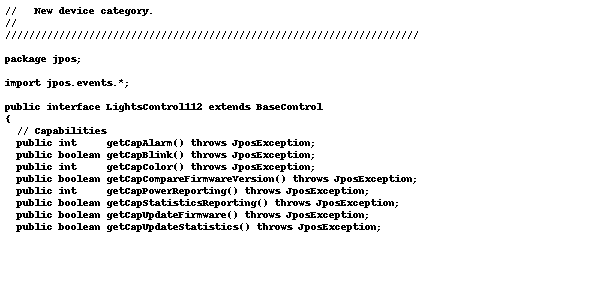 //   New device category.
//
/////////////////////////////////////////////////////////////////////

package jpos;

import jpos.events.*;

public interface LightsControl112 extends BaseControl
{
  // Capabilities
  public int     getCapAlarm() throws JposException;
  public boolean getCapBlink() throws JposException;
  public int     getCapColor() throws JposException;
  public boolean getCapCompareFirmwareVersion() throws JposException;
  public int     getCapPowerReporting() throws JposException;
  public boolean getCapStatisticsReporting() throws JposException;
  public boolean getCapUpdateFirmware() throws JposException;
  public boolean getCapUpdateStatistics() throws JposException;